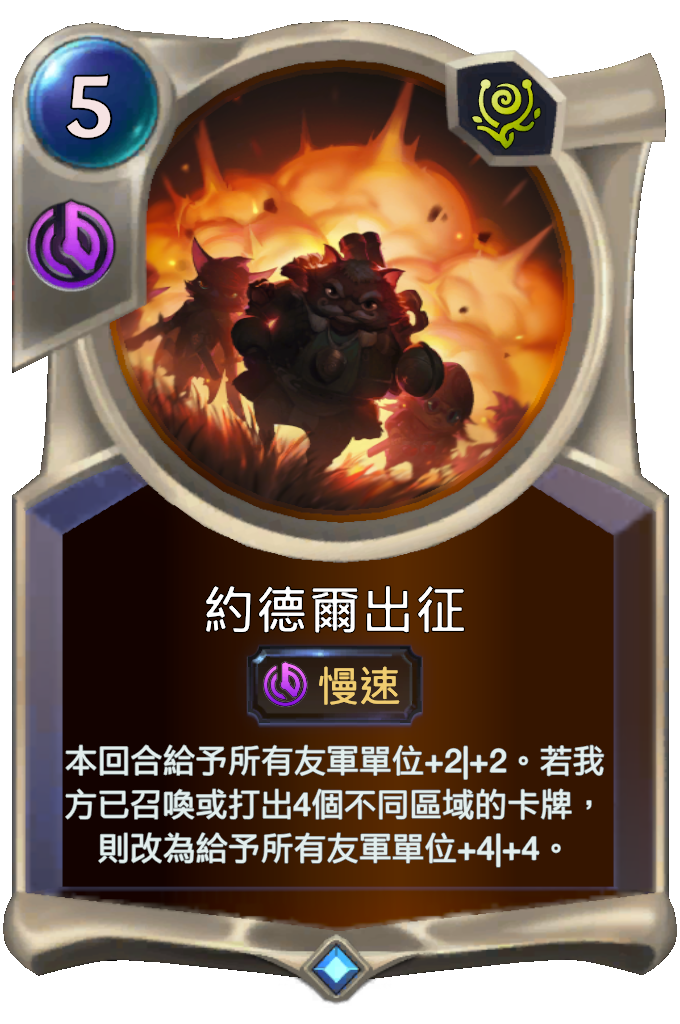 5
約德爾出征
慢速
本回合給予所有友軍單位+2|+2。若我
方已召喚或打出4個不同區域的卡牌，
則改為給予所有友軍單位+4|+4。